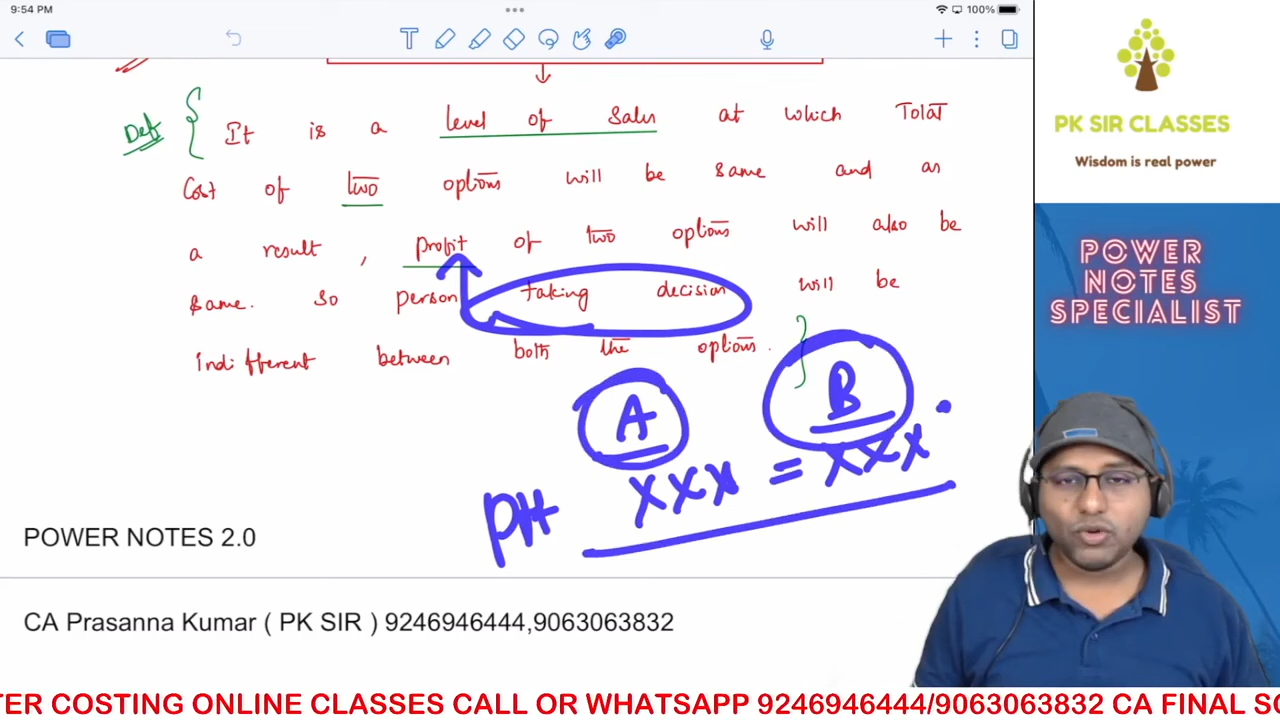 9:54 PM
100%
T
PK SIR CLASSES
Wisdom is real power
Def { It is a level of Sales at which Total
Cost of two options will be same and as
a result, profit of two options will also be
same. So person taking decision will be
Indifferent between both the options. }
A B
Pft xxx = xxx
POWER
NOTES
SPECIALIST
POWER NOTES 2.0
CA Prasanna Kumar ( PK SIR ) 9246946444,9063063832
TER COSTING ONLINE CLASSES CALL OR WHATSAPP 9246946444/9063063832 CA FINAL SC